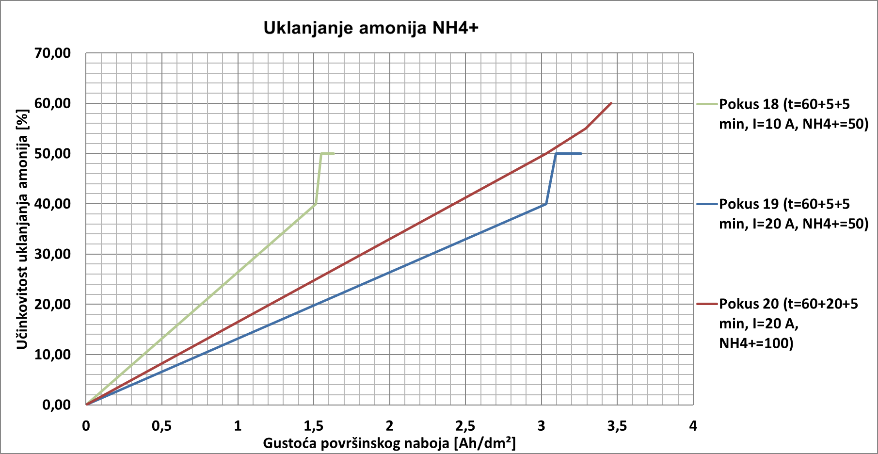 Uklanjanje amonija NH4+
Učinkovitost uklanjanja amonija [%]
70,00
60,00
50,00
40,00
30,00
20,00
10,00
0,00
0 0,5 1 1,5 2 2,5 3 3,5 4
Gustoća površinskog naboja [Ah/dm²]
Pokus 18 (t=60+5+5
min, I=10 A, NH4+=50)
Pokus 19 (t=60+5+5
min, I=20 A, NH4+=50)
Pokus 20 (t=60+20+5
min, I=20 A,
NH4+=100)